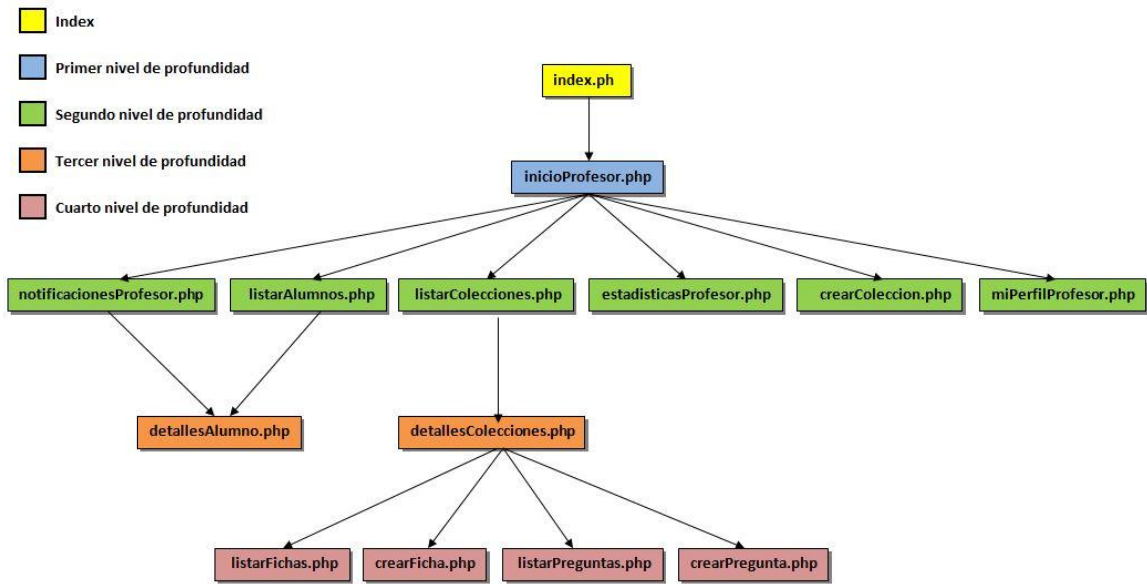 Index
Primer nivel de profundidad
Segundo nivel de profundidad
Tercer nivel de profundidad
Cuarto nivel de profundidad
index.ph
inicioProfesor.php
notificacionesProfesor.php
listarAlumnos.php
listarColecciones.php
estadisticasProfesor.php
crearColeccion.php
miPerfilProfesor.php
detallesAlumno.php
detallesColecciones.php
listarFichas.php
crearFicha.php
listarPreguntas.php
crearPregunta.php